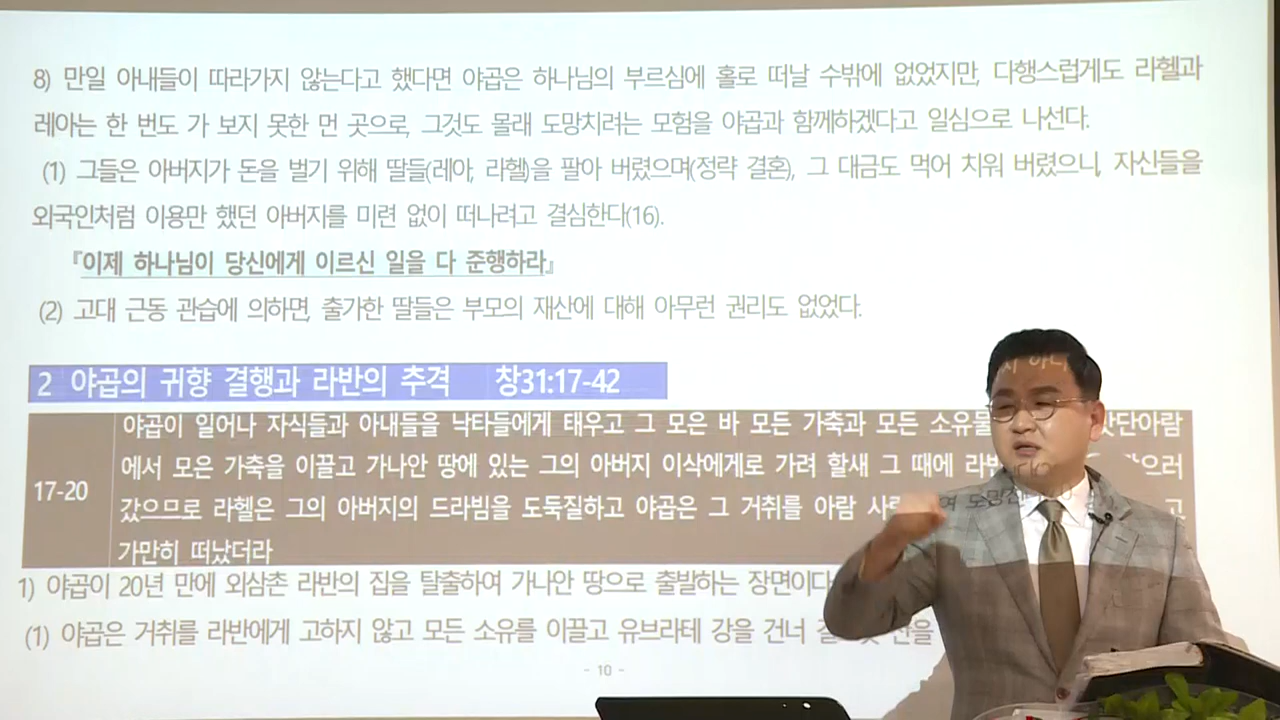 8) 만일 아내들이 따라가지 않는다고 했다면 야곱은 하나님의 부르심에 홀로 떠날 수밖에 없었지만, 다행스럽게도 라헬과
레아는 한 번도 가 보지 못한 먼 곳으로, 그것도 몰래 도망치려는 모험을 야곱과 함께하겠다고 일심으로 나선다.
(1) 그들은 아버지가 돈을 벌기 위해 딸들(레아, 라헬)을 팔아 버렸으며(정략 결혼), 그 대금도 먹어 치워 버렸으니, 자신들을
외국인처럼 이용만 했던 아버지를 미련 없이 떠나려고 결심한다(16).
『이제 하나님이 당신에게 이르신 일을 다 준행하라』
(2) 고대 근동 관습에 의하면, 출가한 딸들은 부모의 재산에 대해 아무런 권리도 없었다.
2 야곱의 귀향 결행과 라반의 추격 창31:17-42
야곱이 일어나 자식들과 아내들을 낙타들에게 태우고 그 모은 바 모든 가축과 모든 소유물
에서 모은 가축을 이끌고 가나안 땅에 있는 그의 아버지 이삭에게로 가려 할새 그 때에
17-20
갔으므로 라헬은 그의 아버지의 드라빔을 도둑질하고 야곱은 그 거취를 아람
가만히 떠났더라
1) 야곱이 20년 만에 외삼촌 라반의 집을 탈출하여 가나안 땅으로 출발하는 장면이다
(1) 야곱은 거취를 라반에게 고하지 않고 모든 소유를 이끌고 유브라테 강을 건너
- 10 -